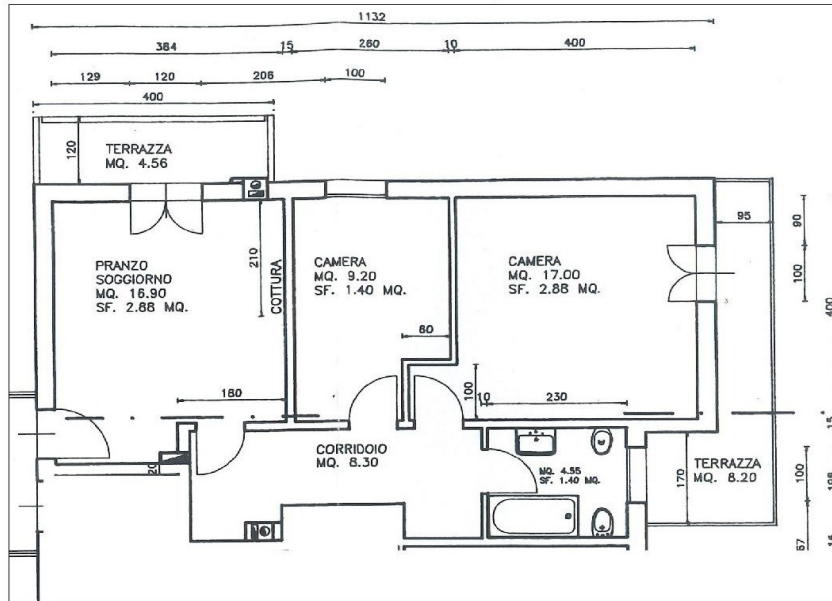 1132
384 15 260 10 400
129 120 206 100
400
120
TERRAZZA
MQ. 4.56
95
90
100
400
15
PRANZO
SOGGIORNO
MQ. 16.90
SF. 2.88 MQ.
210
COTTURA
CAMERA
MQ. 9.20
SF. 1.40 MQ.
80
CAMERA
MQ. 17.00
SF. 2.88 MQ.
100
10
230
180
20
CORRIDOIO
MQ. 8.30
MQ. 4.55
SF. 1.40 MQ.
170
TERRAZZA
MQ. 8.20
100